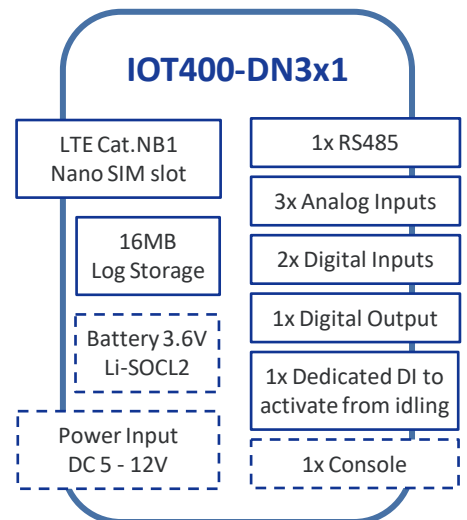 IOT400-DN3x1
LTE Cat.NB1
Nano SIM slot
16MB
Log Storage
Battery 3.6V
Li-SOCL2
Power Input
DC 5 - 12V
1x RS485
3x Analog Inputs
2x Digital Inputs
1x Digital Output
1x Dedicated DI to
activate from idling
1x Console